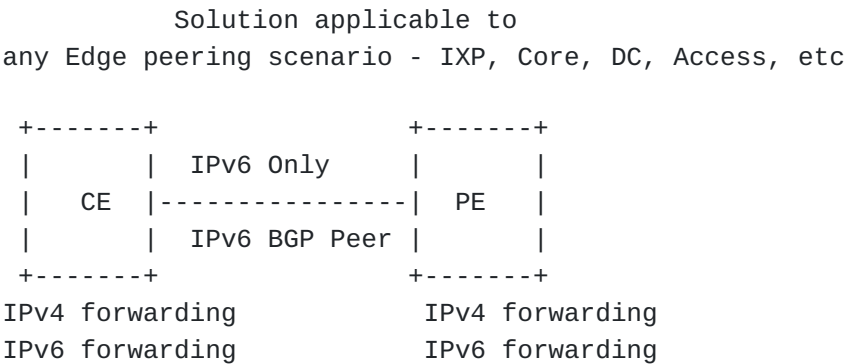 Solution applicable to
any Edge peering scenario - IXP, Core, DC, Access, etc
+-------+                +-------+
|       |  IPv6 Only     |       |
|   CE  |----------------|  PE   |
|       |  IPv6 BGP Peer |       |
+-------+                +-------+
IPv4 forwarding            IPv4 forwarding
IPv6 forwarding            IPv6 forwarding